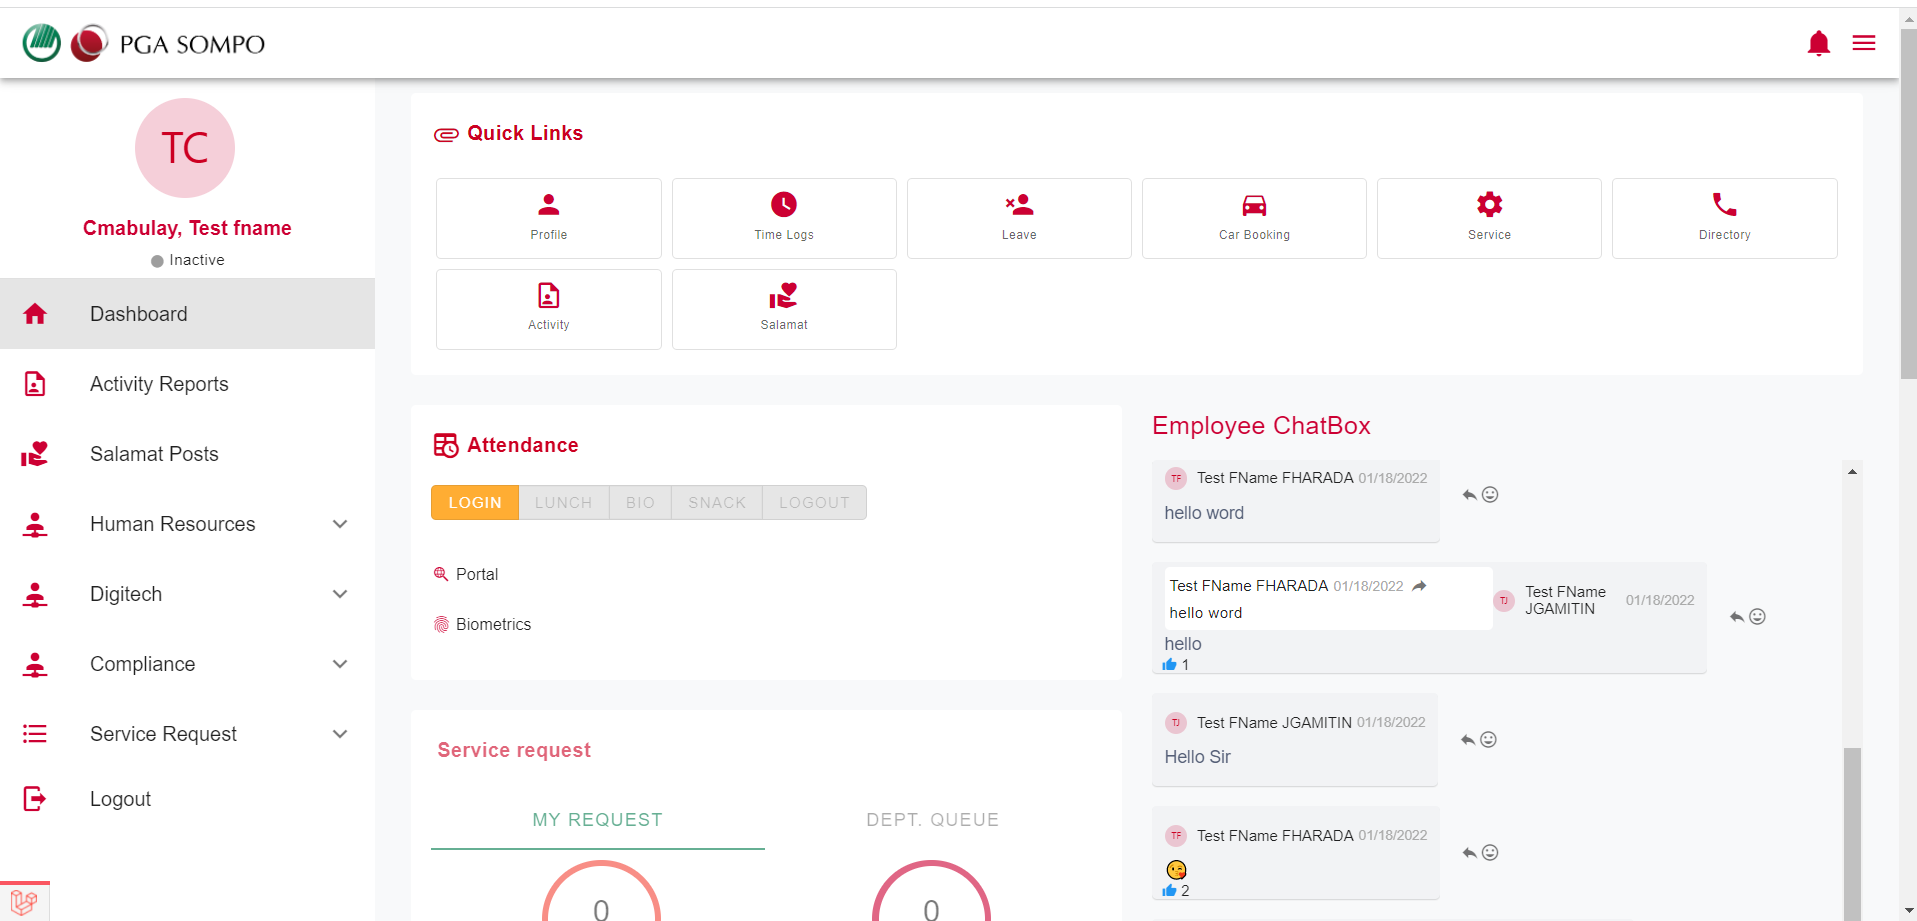 PGA SOMPO
TC
Cmabulay, Test fname
Inactive
Dashboard
Activity Reports
Salamat Posts
Human Resources
Digitech
Compliance
Service Request
Logout
Quick Links
Profile
Time Logs
Leave
Car Booking
Service
Directory
Activity
Salamat
Attendance
LOGIN
LUNCH
BIO
SNACK
LOGOUT
Portal
Biometrics
Service request
MY REQUEST
DEPT. QUEUE
0
0
Employee ChatBox
TF Test FName FHARADA 01/18/2022
hello word
Test FName FHARADA 01/18/2022
hello word
TJ Test FName JGAMITIN 01/18/2022
hello
1
TJ Test FName JGAMITIN 01/18/2022
Hello Sir
TF Test FName FHARADA 01/18/2022
😘
2